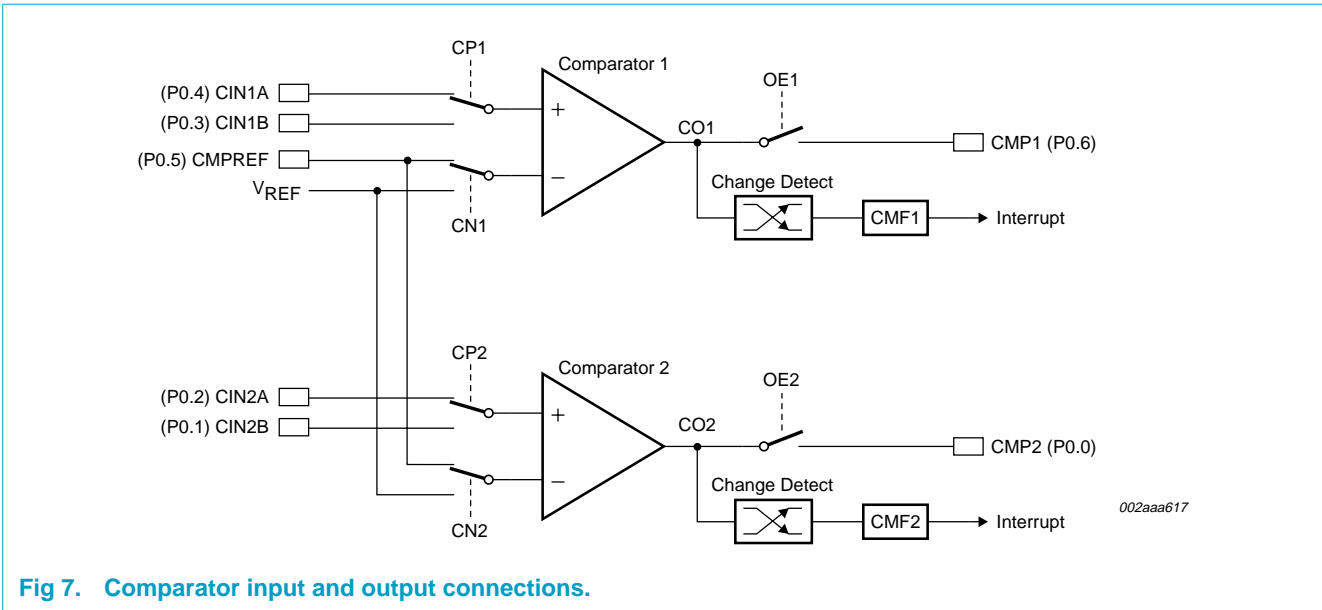 CP1
Comparator 1
OE1
(P0.4) CIN1A
(P0.3) CIN1B
+
CO1
(P0.5) CMPREF
CMP1 (P0.6)
−
VREF
Change Detect
CN1
CMF1
Interrupt
CP2
Comparator 2
OE2
(P0.2) CIN2A
(P0.1) CIN2B
+
CO2
CMP2 (P0.0)
−
Change Detect
CN2
CMF2
Interrupt
002aaa617
Fig 7. Comparator input and output connections.